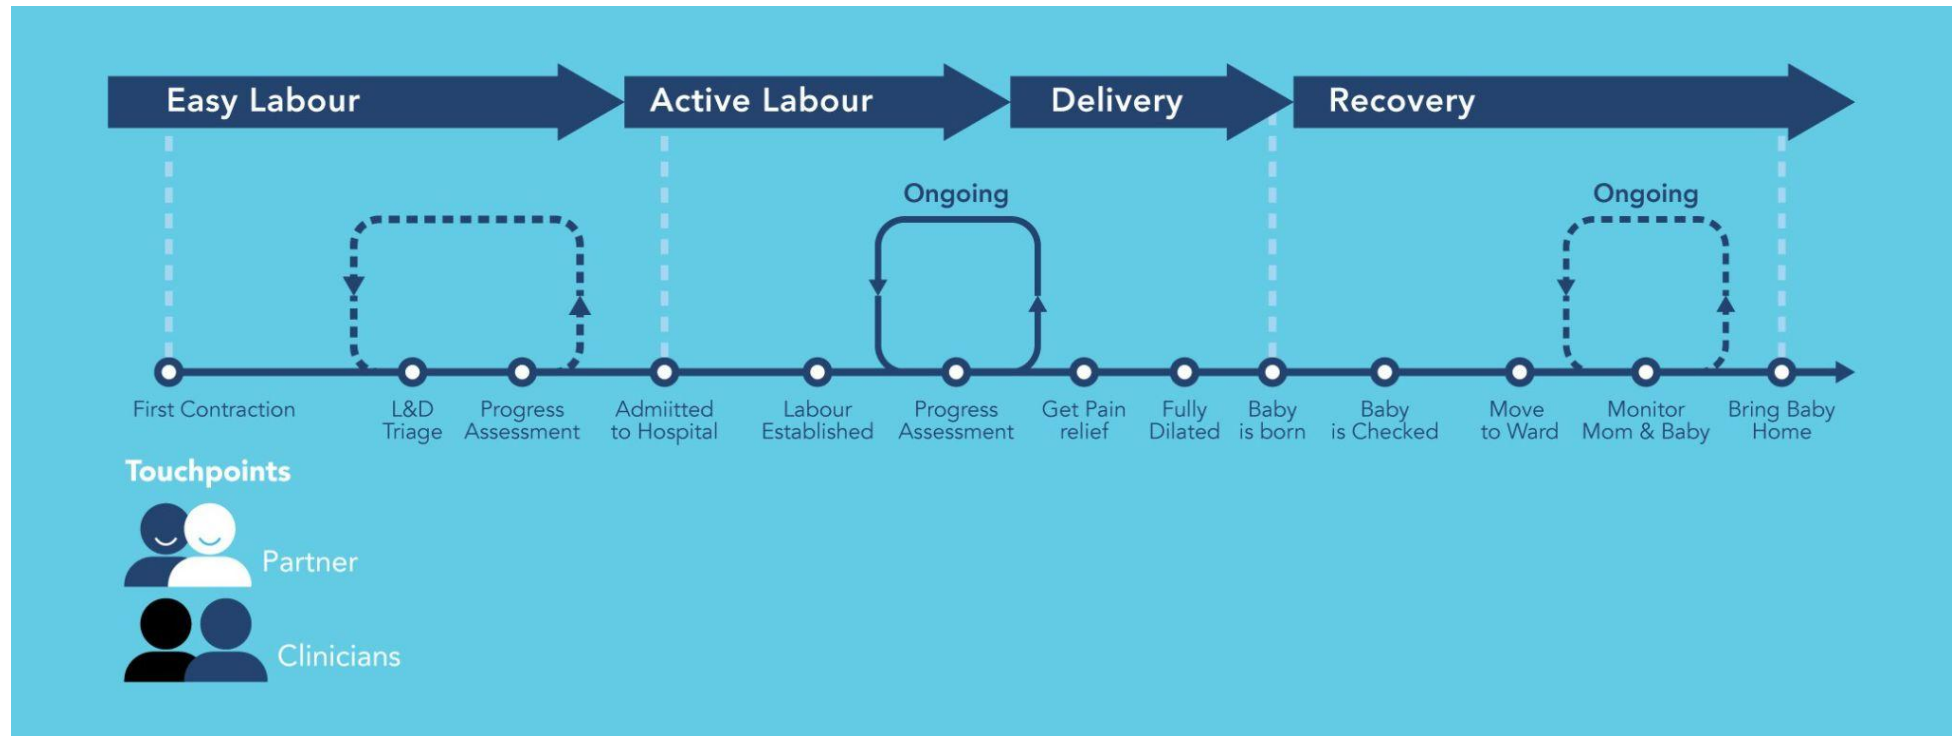 Easy Labour
Active Labour
Delivery
Recovery
Ongoing
Ongoing
First Contraction
L&D
Triage
Progress
Assessment
Admiitted
to Hospital
Labour
Established
Progress
Assessment
Get Pain
relief
Fully
Dilated
Baby
is born
Baby
is Checked
Move
to Ward
Monitor
Mom & Baby
Bring Baby
Home
Touchpoints
Partner
Clinicians